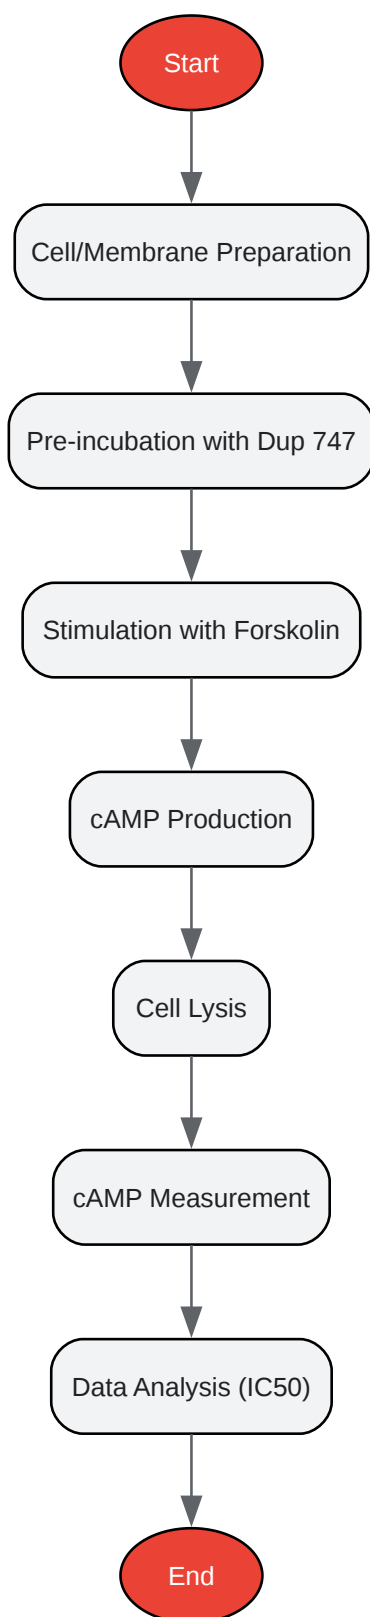 Start
Cell/Membrane Preparation
Pre-incubation with Dup 747
Stimulation with Forskolin
cAMP Production
Cell Lysis
cAMP Measurement
Data Analysis (IC50)
End